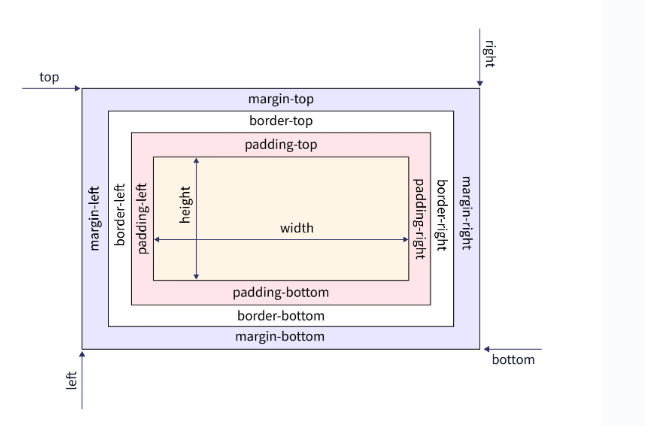 right
top
margin-top
border-top
padding-top
margin-left
border-left
padding-left
height
width
padding-right
border-right
margin-right
padding-bottom
border-bottom
margin-bottom
bottom
left